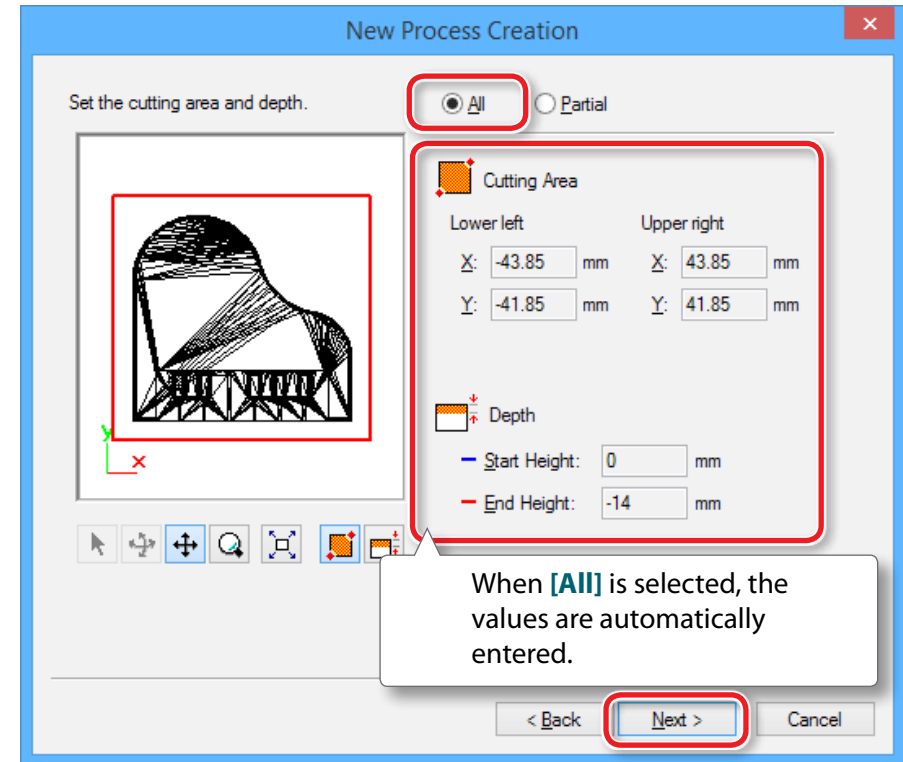 New Process Creation
Set the cutting area and depth.
All Partial
Cutting Area
Lower left Upper right
X: -43.85 mm X: 43.85 mm
Y: -41.85 mm Y: 41.85 mm
Depth
Start Height: 0 mm
End Height: -14 mm
y
x
When [All] is selected, the
values are automatically
entered.
< Back Next > Cancel